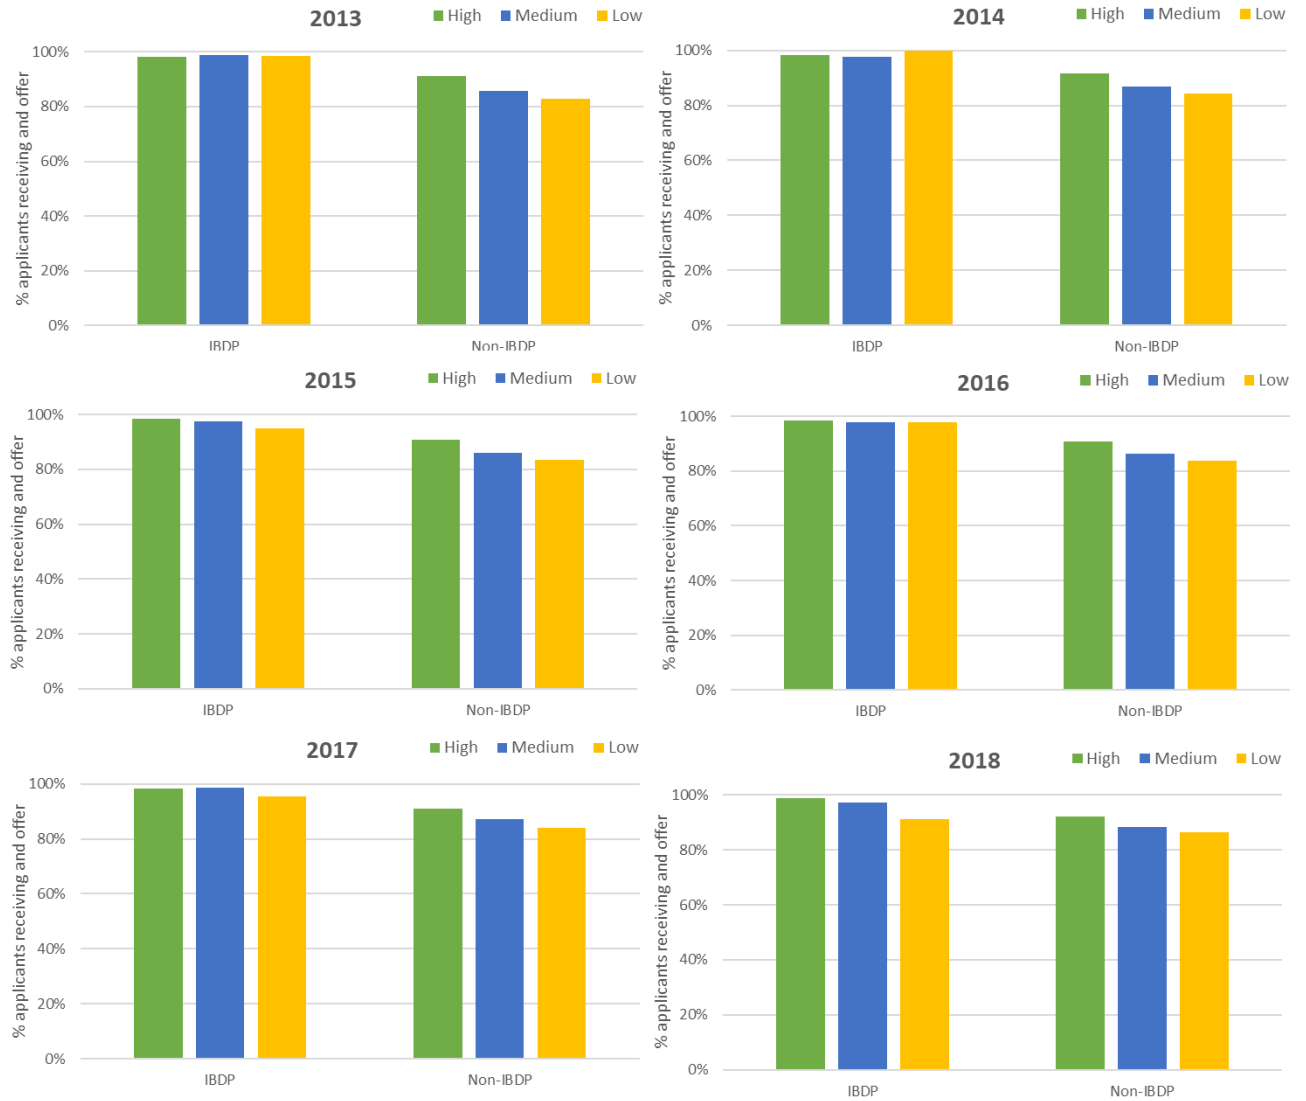 2013
High Medium Low
% applicants receiving and offer
100%
80%
60%
40%
20%
0%
IBDP Non-IBDP
2014
High Medium Low
% applicants receiving and offer
100%
80%
60%
40%
20%
0%
IBDP Non-IBDP
2015
High Medium Low
% applicants receiving and offer
100%
80%
60%
40%
20%
0%
IBDP Non-IBDP
2016
High Medium Low
% applicants receiving and offer
100%
80%
60%
40%
20%
0%
IBDP Non-IBDP
2017
High Medium Low
% applicants receiving and offer
100%
80%
60%
40%
20%
0%
IBDP Non-IBDP
2018
High Medium Low
% applicants receiving and offer
100%
80%
60%
40%
20%
0%
IBDP Non-IBDP